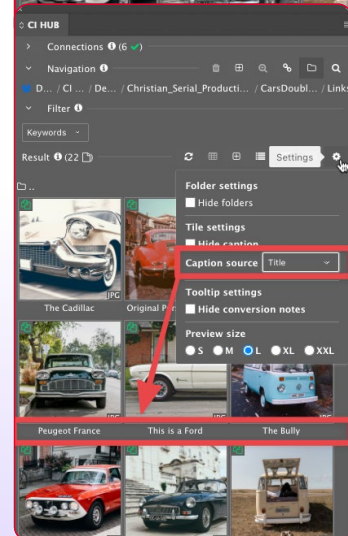 CI HUB
Connections (6 ✓)
Navigation
D... / CI ... / De... / Christian_Serial_Producti... / CarsDoubl... / Links
Filter
Keywords
Result (22
Settings
..
Folder settings
Hide folders
Tile settings
Hide caption
Caption source Title
Tooltip settings
Hide conversion notes
Preview size
S M L XL XXL
JPG
The Cadillac
Original
JPG
JPG
Peugeot France
This is a Ford
The Bully